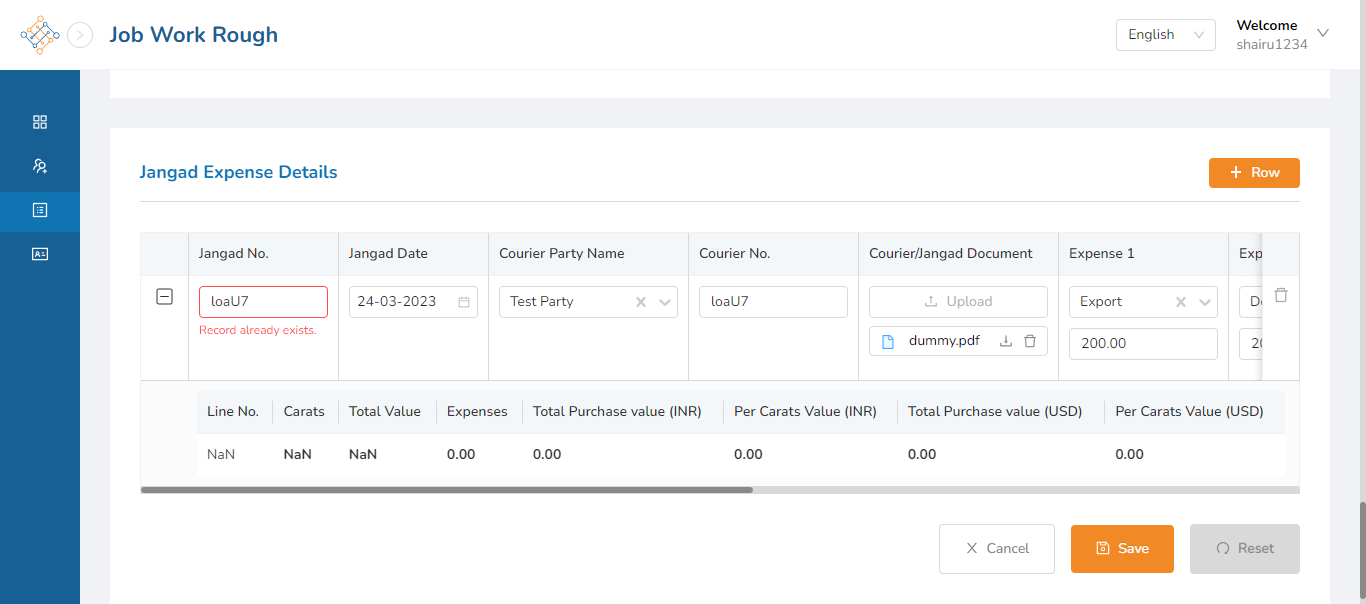 Job Work Rough
English
Welcome
shairu1234
Jangad Expense Details
+ Row
Jangad No. Jangad Date Courier Party Name Courier No. Courier/Jangad Document Expense 1 Exp
loaU7 24-03-2023 Test Party loaU7 Upload Export
Record already exists. dummy.pdf 200.00
Line No. Carats Total Value Expenses Total Purchase value (INR) Per Carats Value (INR) Total Purchase value (USD) Per Carats Value (USD)
NaN NaN NaN 0.00 0.00 0.00 0.00 0.00
Cancel Save Reset